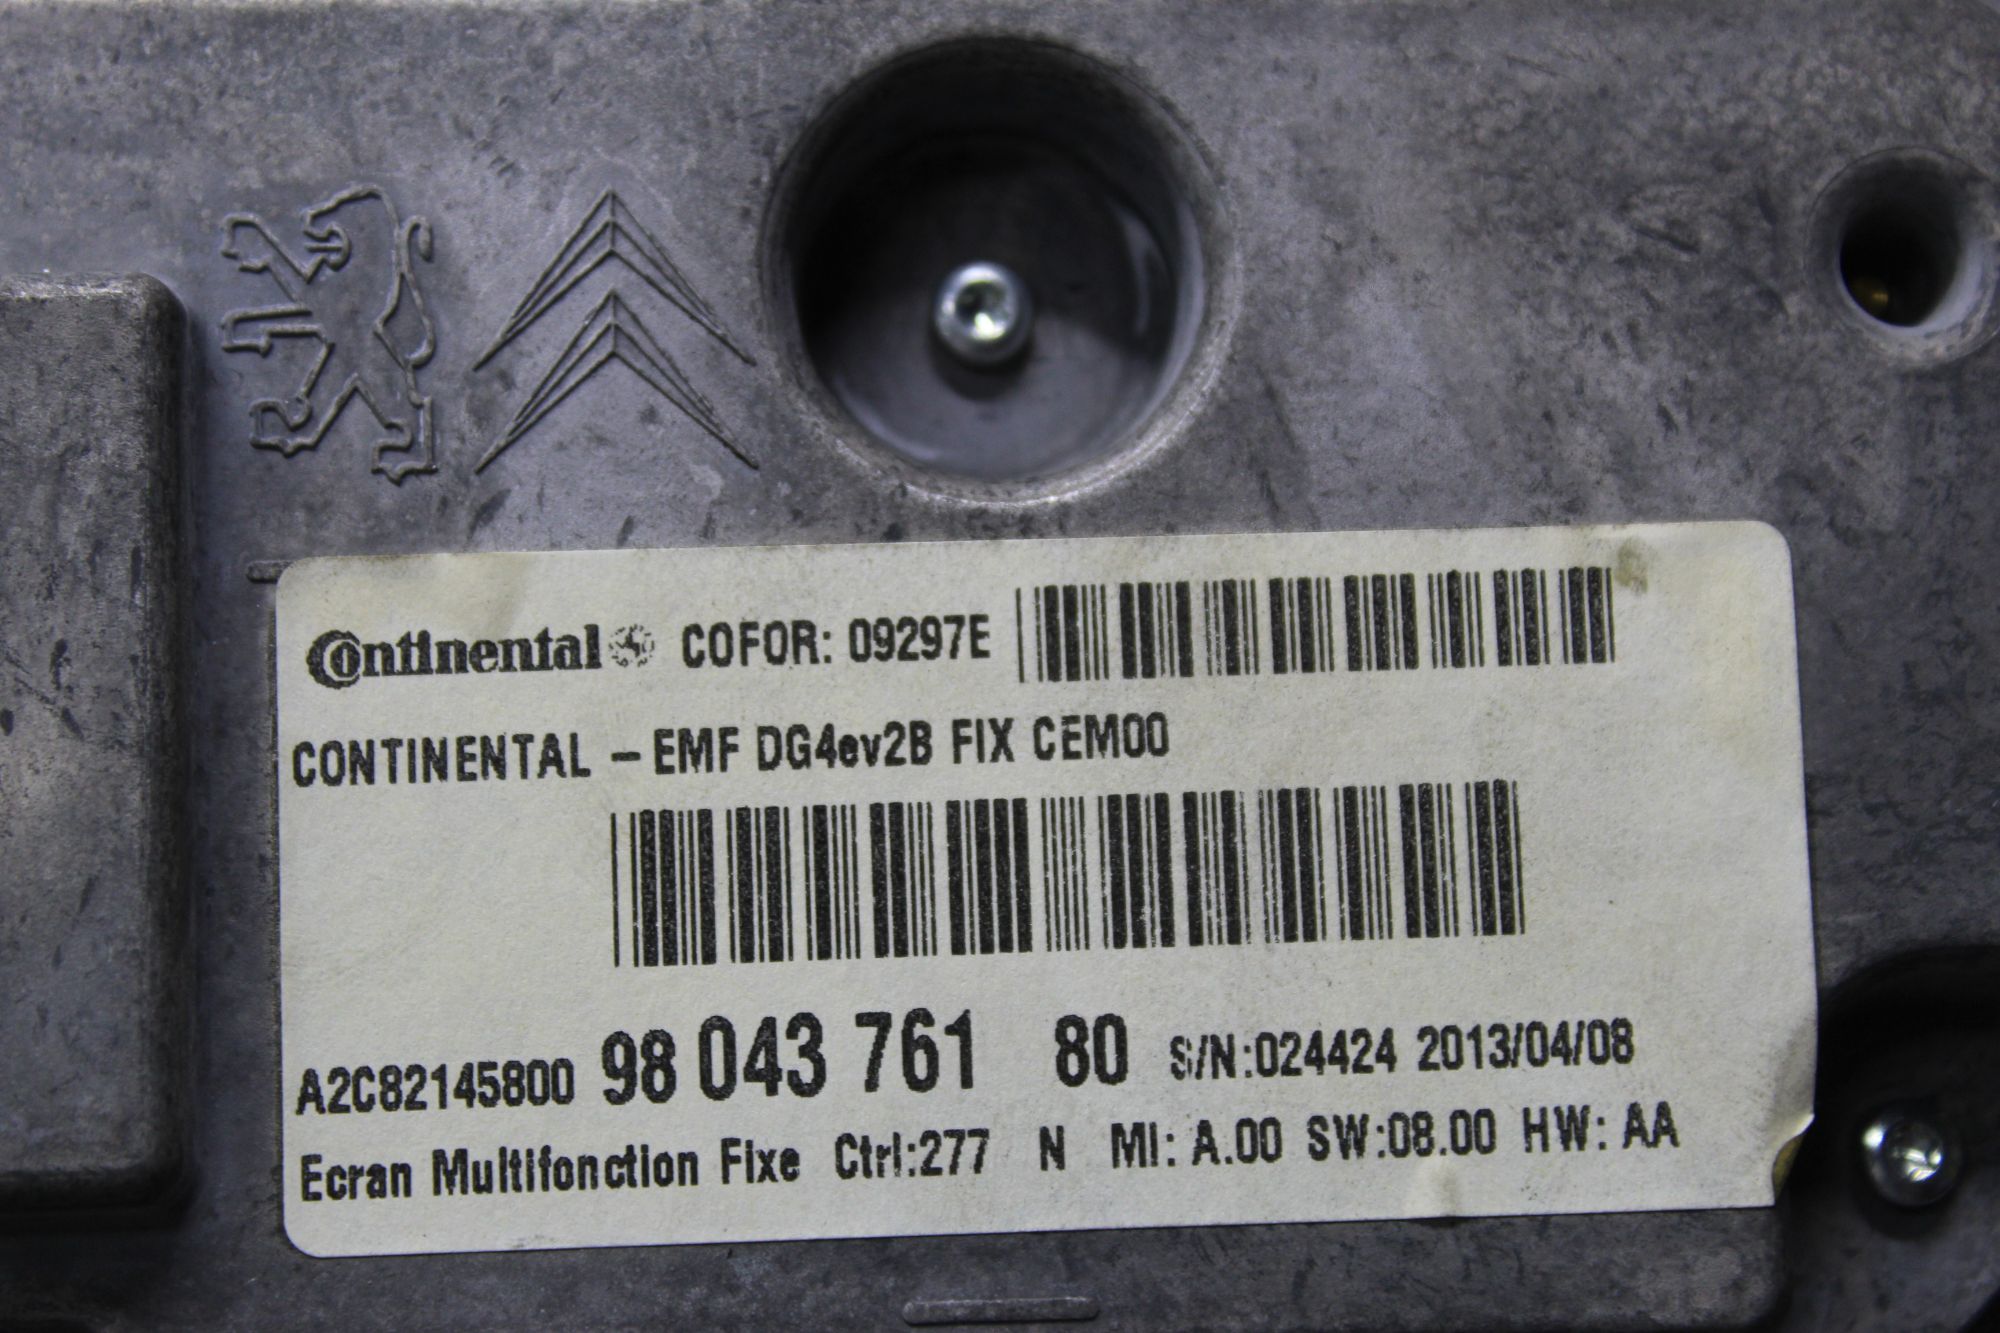 Continental COFOR: 09297E
CONTINENTAL - EMF DG4ev2B FIX CEM00
A2C82145800 98 043 761 80 S/N:024424 2013/04/08
Ecran Multifonction Fixe Ctrl:277 N MI: A.00 SW:08.00 HW: AA